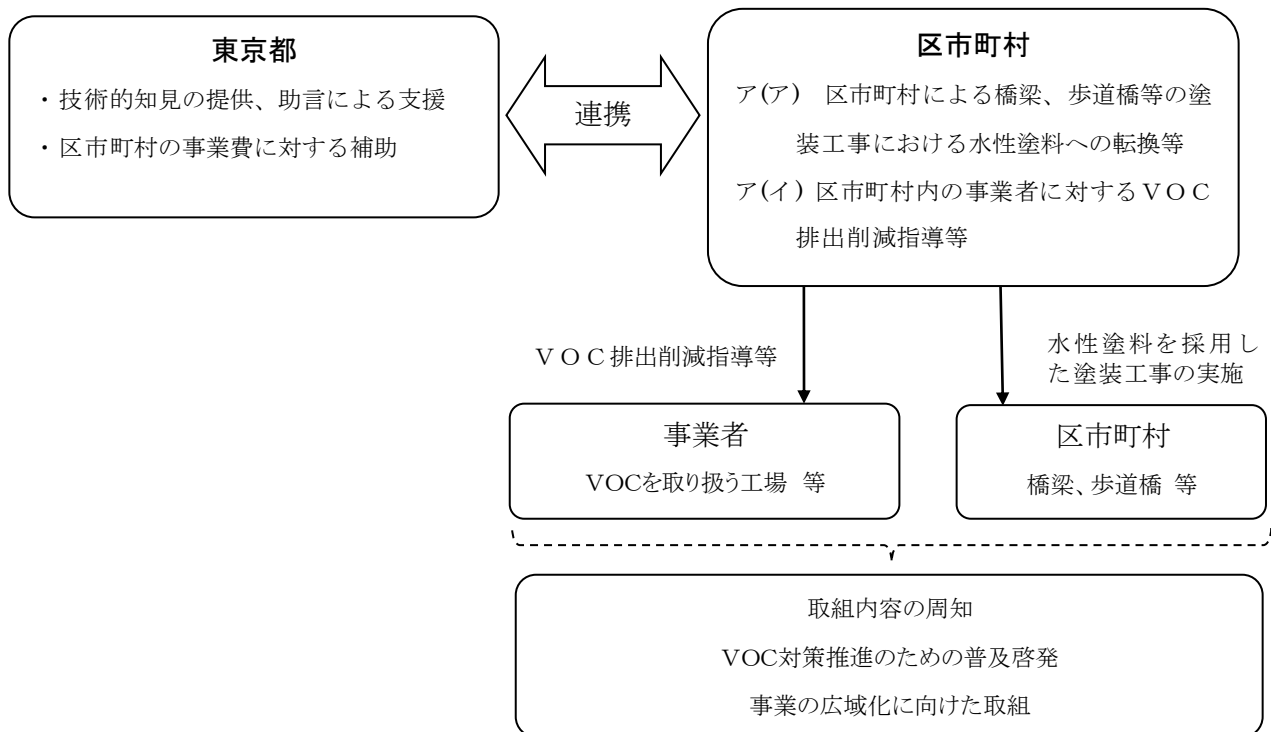 東京都
・技術的知見の提供、助言による支援
・区市町村の事業費に対する補助
連携
区市町村
ア(ア)　区市町村による橋梁、歩道橋等の塗
装工事における水性塗料への転換等
ア(イ) 区市町村内の事業者に対するＶＯＣ
排出削減指導等
ＶＯＣ排出削減指導等
水性塗料を採用し
た塗装工事の実施
事業者
VOCを取り扱う工場 等
区市町村
橋梁、歩道橋 等
取組内容の周知
VOC対策推進のための普及啓発
事業の広域化に向けた取組